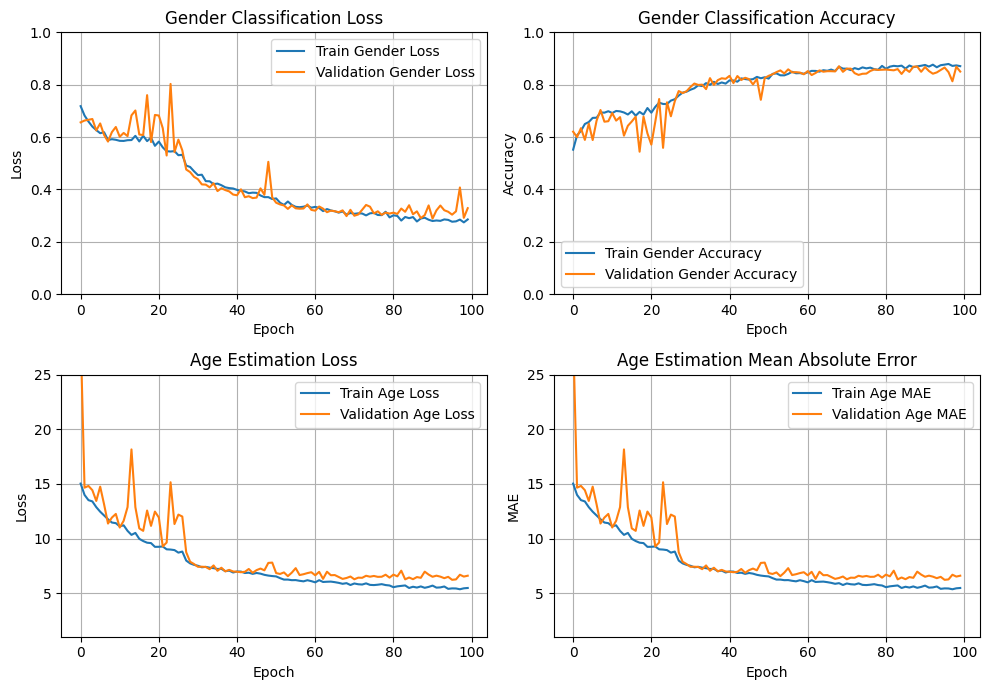 Gender Classification Loss
1.0
0.8
0.6
0.4
0.2
0.0
Loss
Train Gender Loss
Validation Gender Loss
0 20 40 60 80 100
Epoch
Gender Classification Accuracy
1.0
0.8
0.6
0.4
0.2
0.0
Accuracy
Train Gender Accuracy
Validation Gender Accuracy
0 20 40 60 80 100
Epoch
Age Estimation Loss
25
20
15
10
5
Loss
Train Age Loss
Validation Age Loss
0 20 40 60 80 100
Epoch
Age Estimation Mean Absolute Error
25
20
15
10
5
MAE
Train Age MAE
Validation Age MAE
0 20 40 60 80 100
Epoch